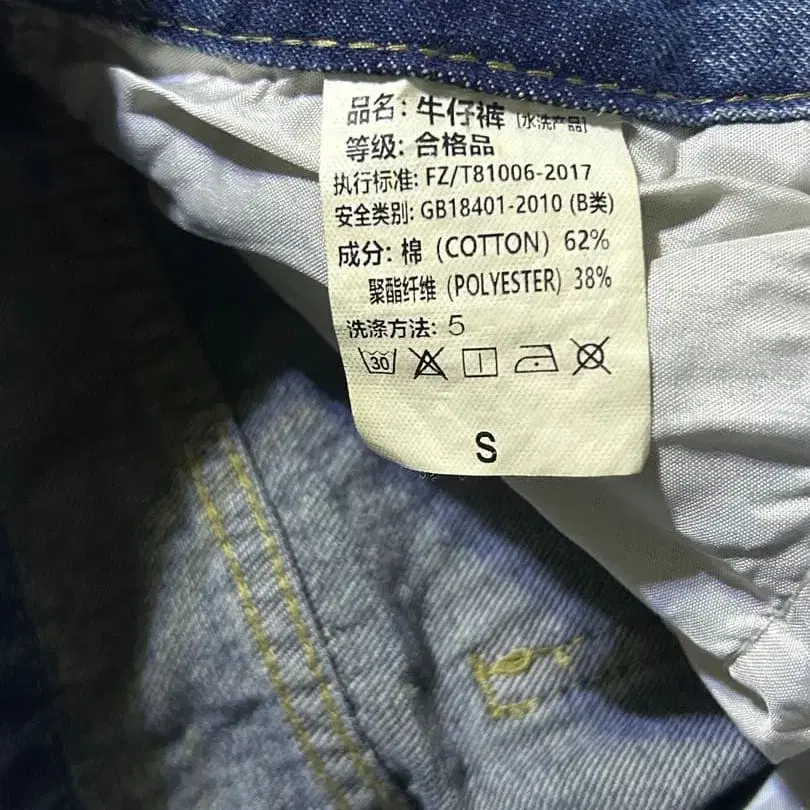 品名: 牛仔裤 [水洗产品]
等级: 合格品
执行标准: FZ/T81006-2017
安全类别: GB18401-2010 (B类)
成分: 棉 (COTTON) 62%
聚酯纤维 (POLYESTER) 38%
洗涤方法: 5
30
S